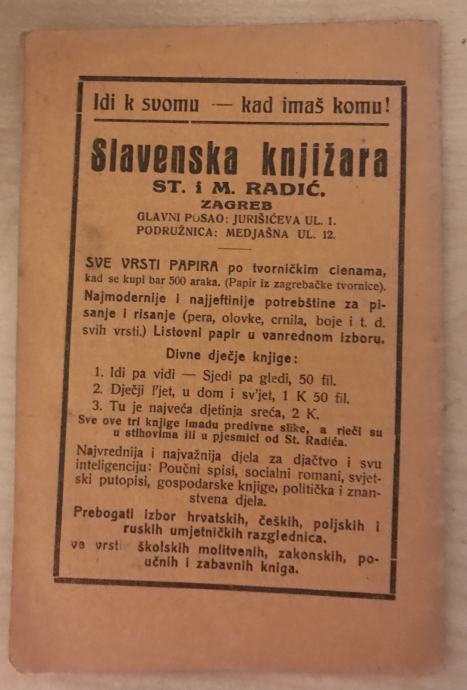 Idi k svomu — kad imaš komu!
Slavenska knjižara
ST. i M. RADIĆ.
ZAGREB
GLAVNI POSAO: JURIŠIĆEVA UL. 1.
PODRUŽNICA: MEDJAŠNA UL. 12.
SVE VRSTI PAPIRA po tvorničkim cienama,
kad se kupi bar 500 araka. (Papir iz zagrebačke tvornice).
Najmodernije i najjeftinije potrebštine za pi-
sanje i risanje (pera, olovke, crnila, boje i t. d.
svih vrsti.) Listovni papir u vanrednom izboru.
Divne dječje knjige:
1. Idi pa vidi — Sjedi pa gledi, 50 fil.
2. Dječji l'jet, u dom i sv'jet, 1 K 50 fil.
3. Tu je najveća djetinja sreća, 2 K.
Sve ove tri knjige imadu predivne slike, a rieči su
u stihovima ili u pjesmici od St. Radića.
Najvrednija i najvažnija djela za djačtvo i svu
inteligenciju: Poučni spisi, socialni romani, svjet-
ski putopisi, gospodarske knjige, politička i znan-
stvena djela.
Prebogati izbor hrvatskih, čeških, poljskih i
ruskih umjetničkih razglednica.
ve vrsti školskih molitvenih, zakonskih, po-
učnih i zabavnih kniga.